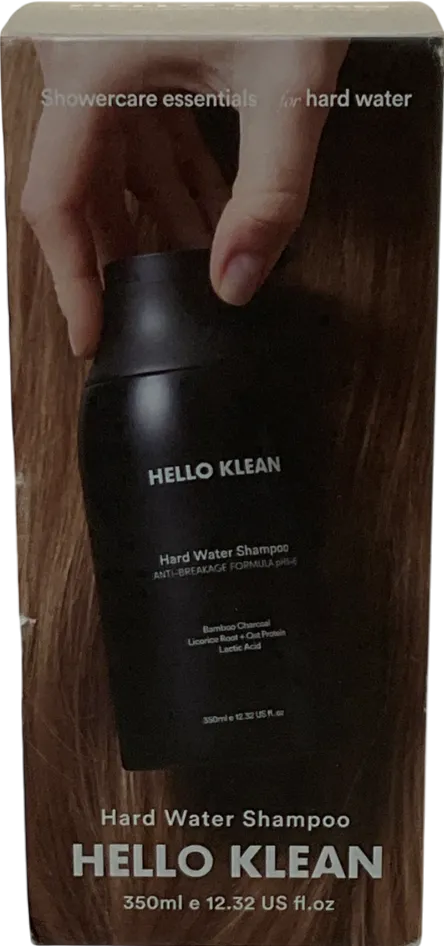 Showercare essentials for hard water
HELLO KLEAN
Hard Water Shampoo
ANTI-BREAKAGE FORMULA
Bamboo Charcoal
Licorice Root + Oat Protein
Lactic Acid
350ml e 12.32 US fl.oz
Hard Water Shampoo
HELLO KLEAN
350ml e 12.32 US fl.oz